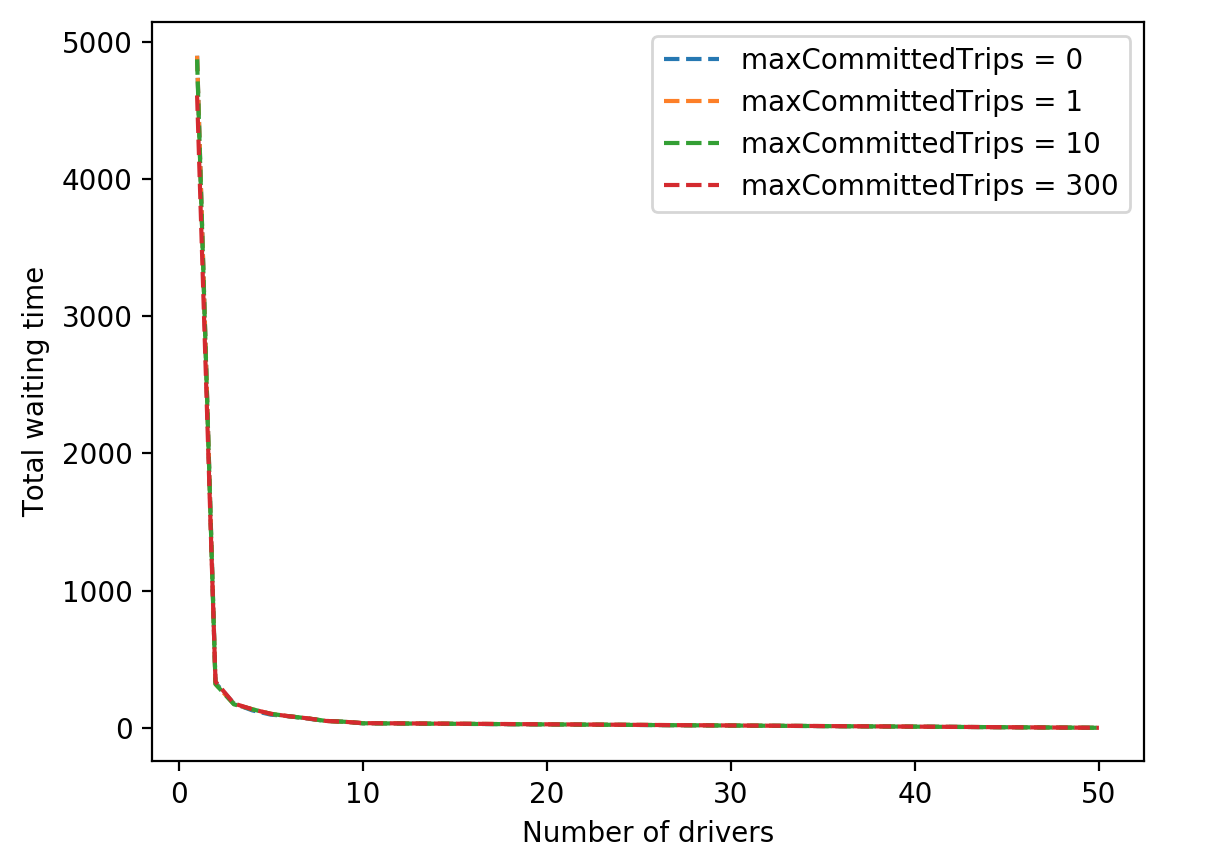 5000
4000
3000
2000
1000
0
Total waiting time
maxCommittedTrips = 0
maxCommittedTrips = 1
maxCommittedTrips = 10
maxCommittedTrips = 300
0 10 20 30 40 50
Number of drivers